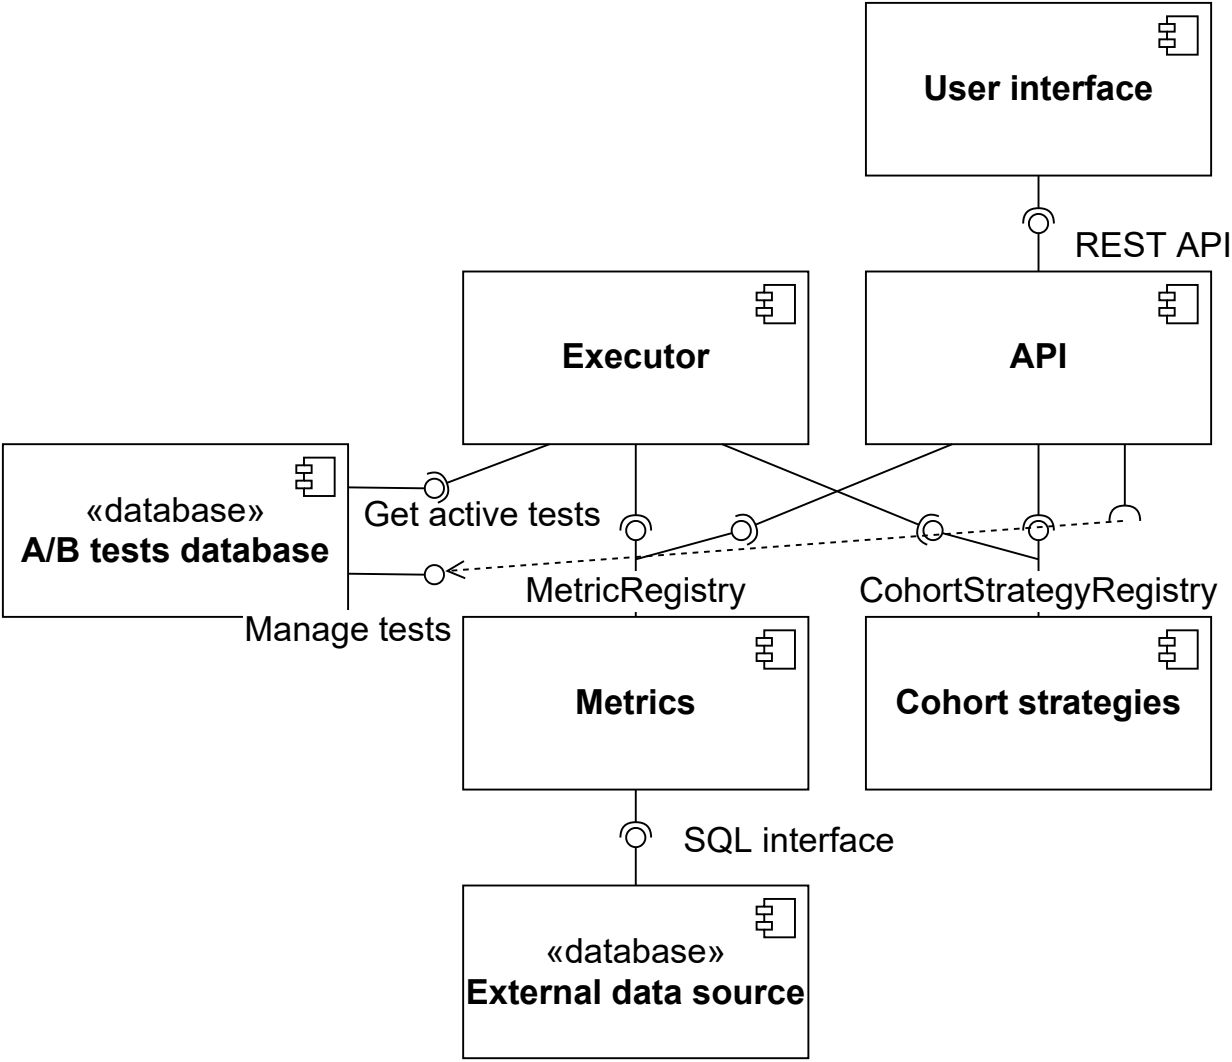 User interface
REST API
Executor
API
«database»
A/B tests database
Get active tests
Manage tests
MetricRegistry
CohortStrategyRegistry
Metrics
Cohort strategies
SQL interface
«database»
External data source